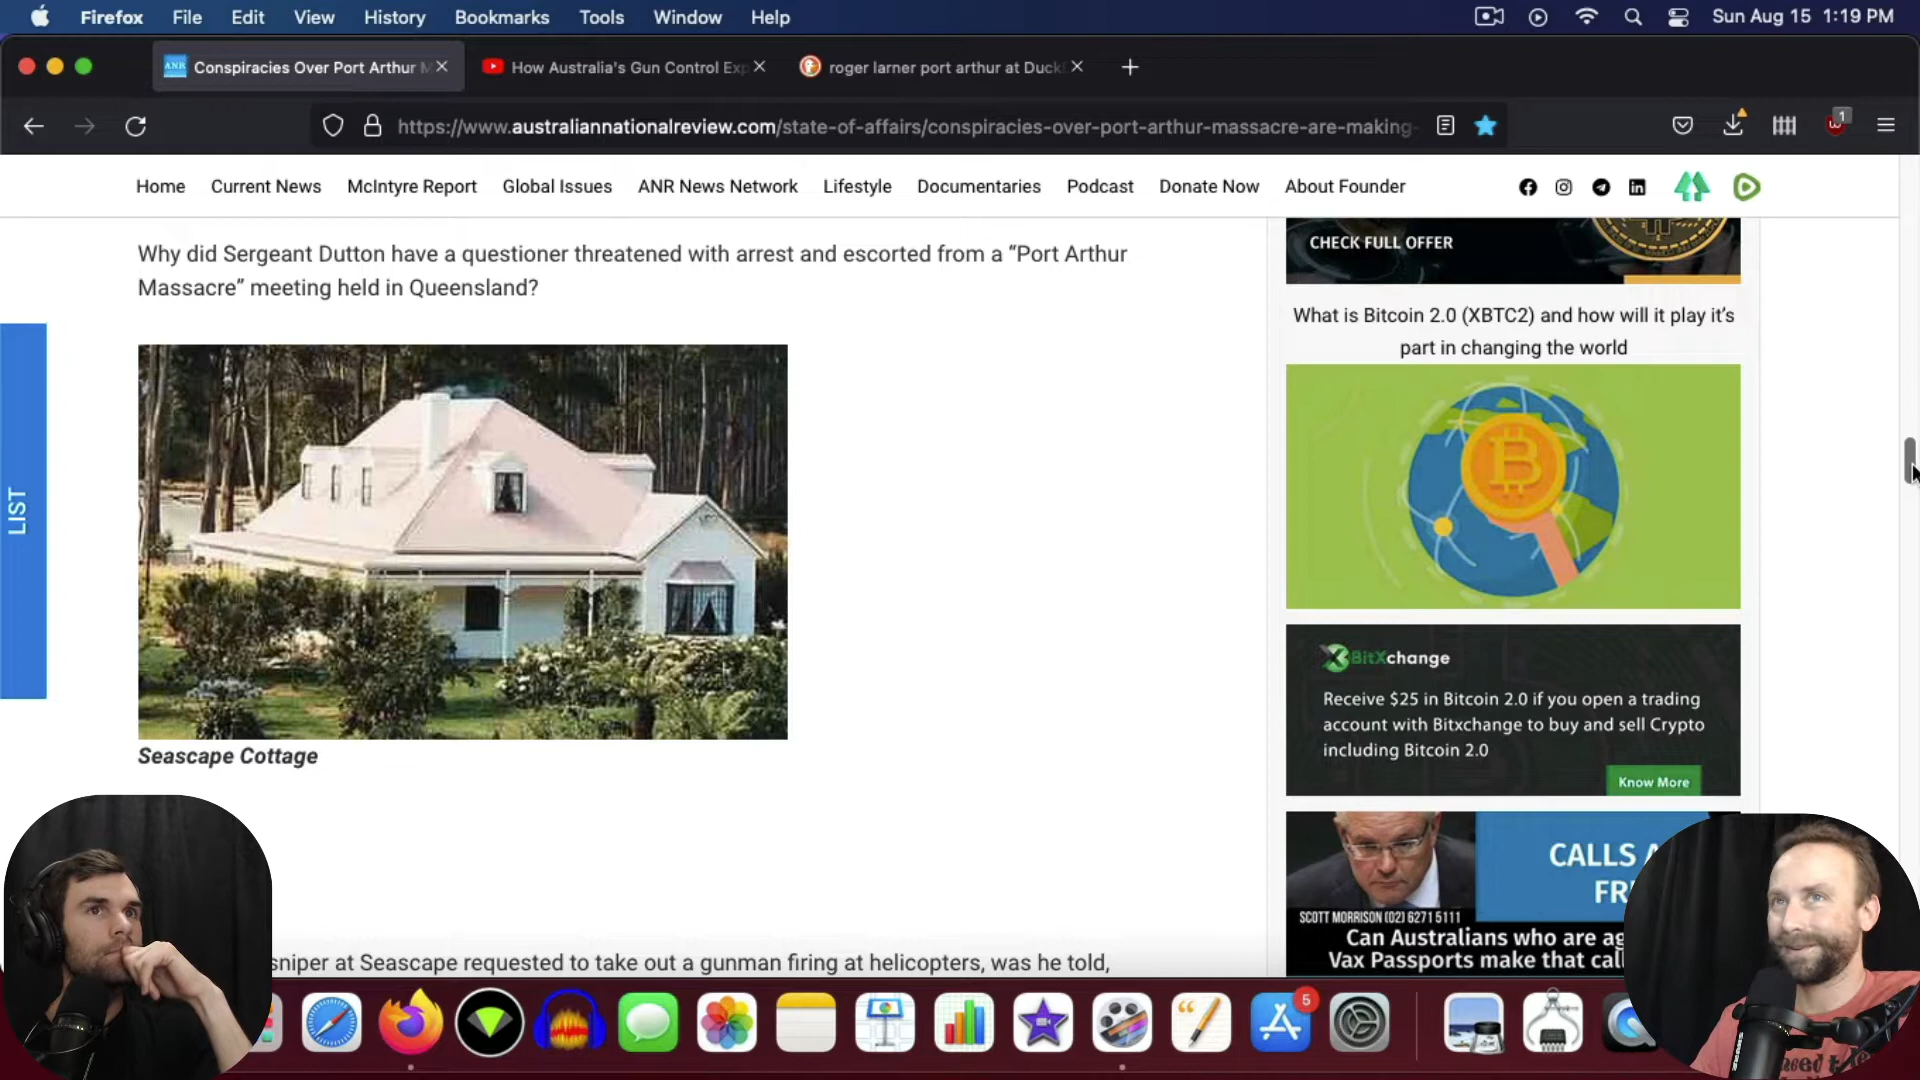 Firefox File Edit View History Bookmarks Tools Window Help Sun Aug 15 1:19 PM
ANR Conspiracies Over Port Arthur M How Australia's Gun Control Exp roger larner port arthur at Duck
https://www.australiannationalreview.com/state-of-affairs/conspiracies-over-port-arthur-massacre-are-making- 1
Home Current News McIntyre Report Global Issues ANR News Network Lifestyle Documentaries Podcast Donate Now About Founder
Why did Sergeant Dutton have a questioner threatened with arrest and escorted from a “Port Arthur
Massacre” meeting held in Queensland?
LIST
Seascape Cottage
sniper at Seascape requested to take out a gunman firing at helicopters, was he told,
CHECK FULL OFFER
What is Bitcoin 2.0 (XBTC2) and how will it play it’s
part in changing the world
BitXchange
Receive $25 in Bitcoin 2.0 if you open a trading
account with Bitxchange to buy and sell Crypto
including Bitcoin 2.0
Know More
CALLS
FR
SCOTT MORRISON (02) 6271 5111
Can Australians who are ag
Vax Passports make that cal
5